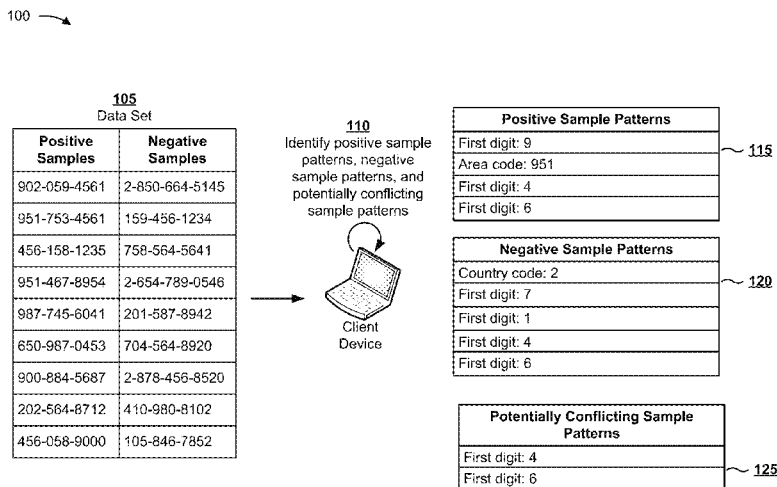 100
105
Data Set
Positive Samples Negative Samples
902-059-4561 2-850-664-5145
951-753-4561 159-456-1234
456-158-1235 758-564-5641
951-467-8954 2-654-789-0546
987-745-6041 201-587-8942
650-987-0453 704-564-8920
900-884-5687 2-878-456-8520
202-564-8712 410-980-8102
456-058-9000 105-846-7852
110
Identify positive sample
patterns, negative
sample patterns, and
potentially conflicting
sample patterns
Client
Device
Positive Sample Patterns
First digit: 9
Area code: 951
First digit: 4
First digit: 6
115
Negative Sample Patterns
Country code: 2
First digit: 7
First digit: 1
First digit: 4
First digit: 6
120
Potentially Conflicting Sample
Patterns
First digit: 4
First digit: 6
125